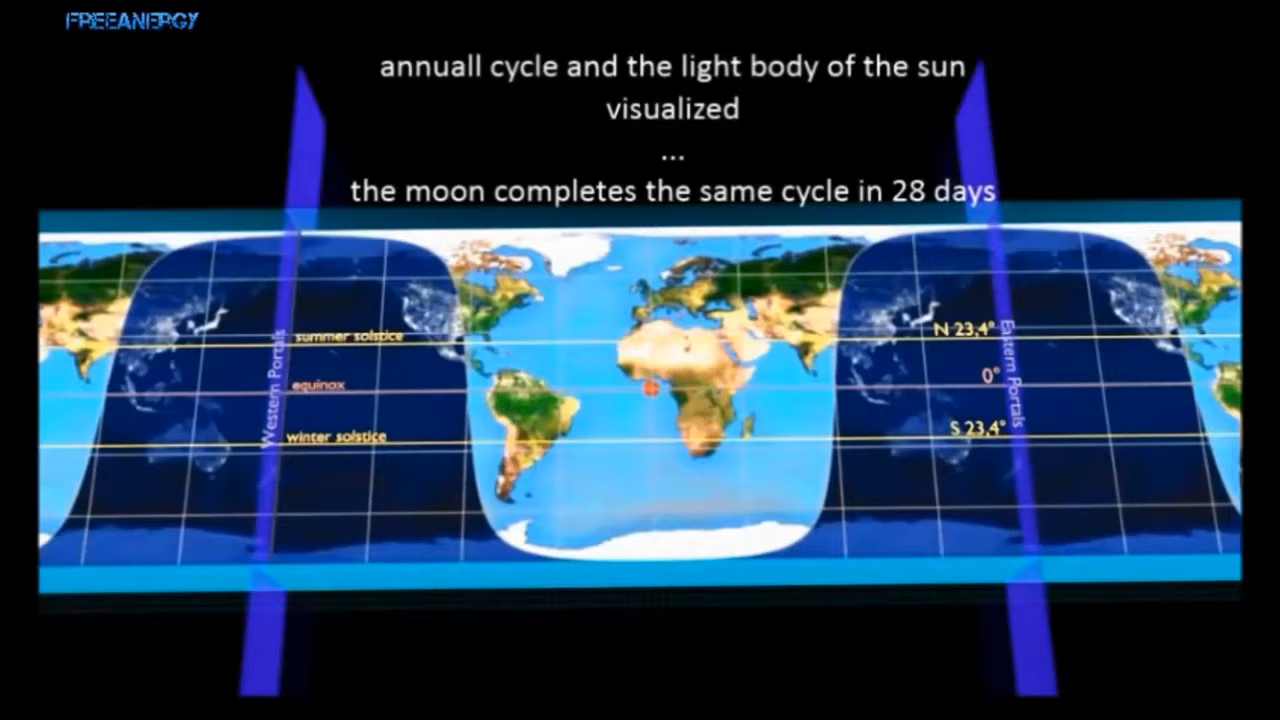 FREEANERGY
annuall cycle and the light body of the sun
visualized
...
the moon completes the same cycle in 28 days
Western Portals
summer solstice
equinox
winter solstice
N 23,4°
0°
S 23,4°
Eastern Portals